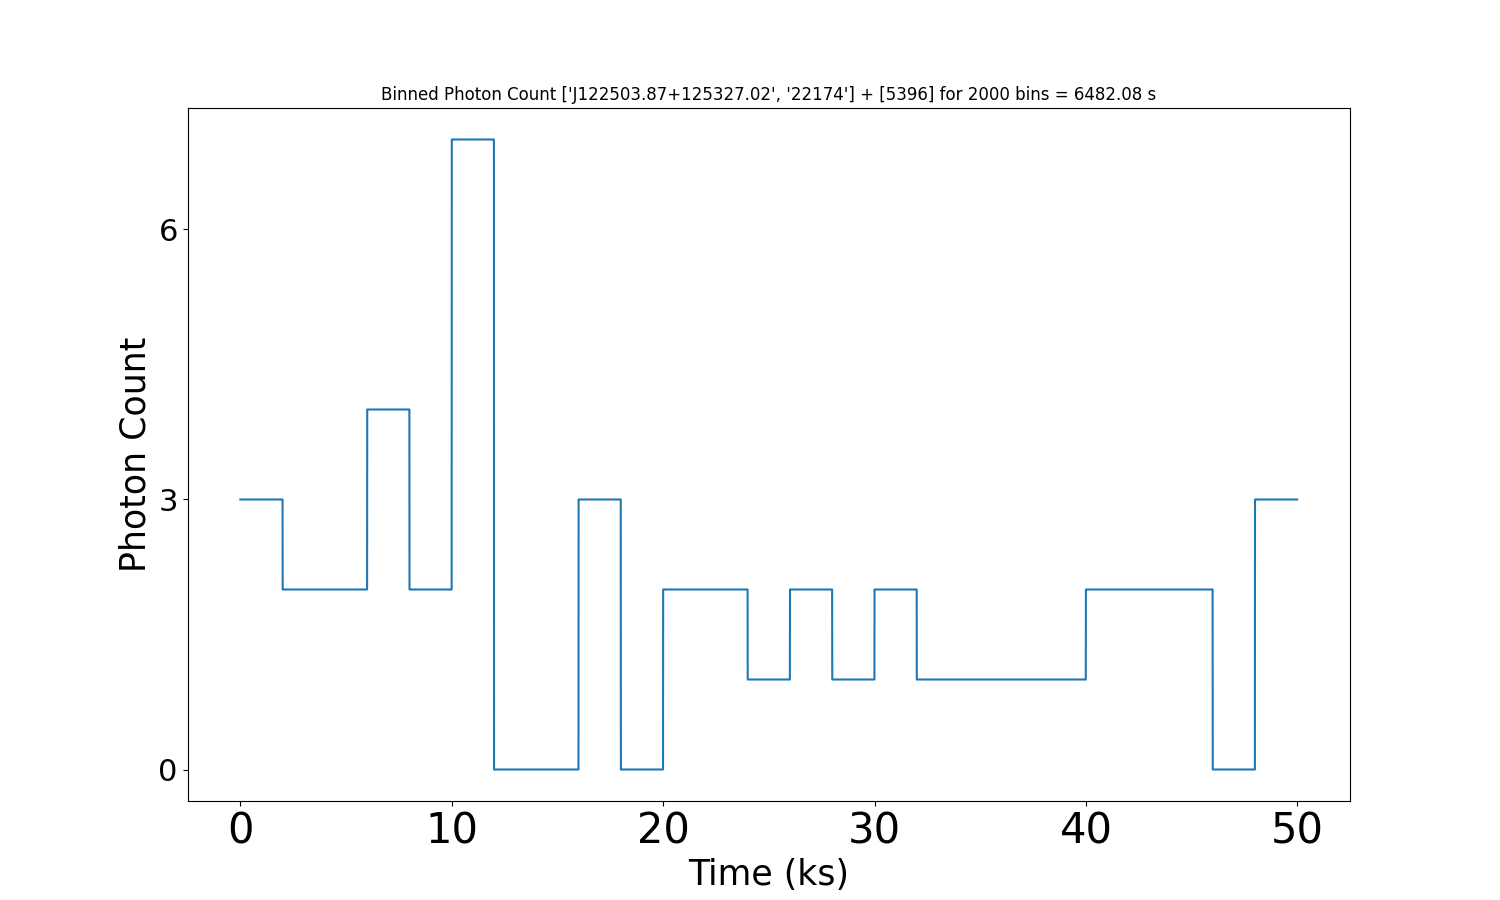 Binned Photon Count ['J122503.87+125327.02', '22174'] + [5396] for 2000 bins = 6482.08 s
6
3
0
Photon Count
0 10 20 30 40 50
Time (ks)